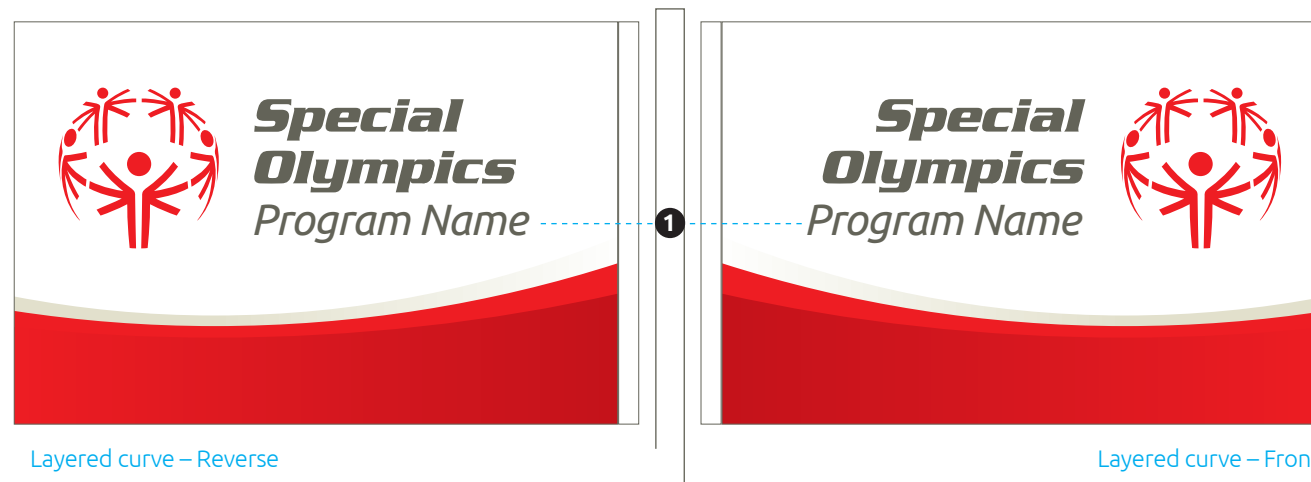 Special
Olympics
Program Name
1
Special
Olympics
Program Name
Layered curve – Reverse
Layered curve – Fron